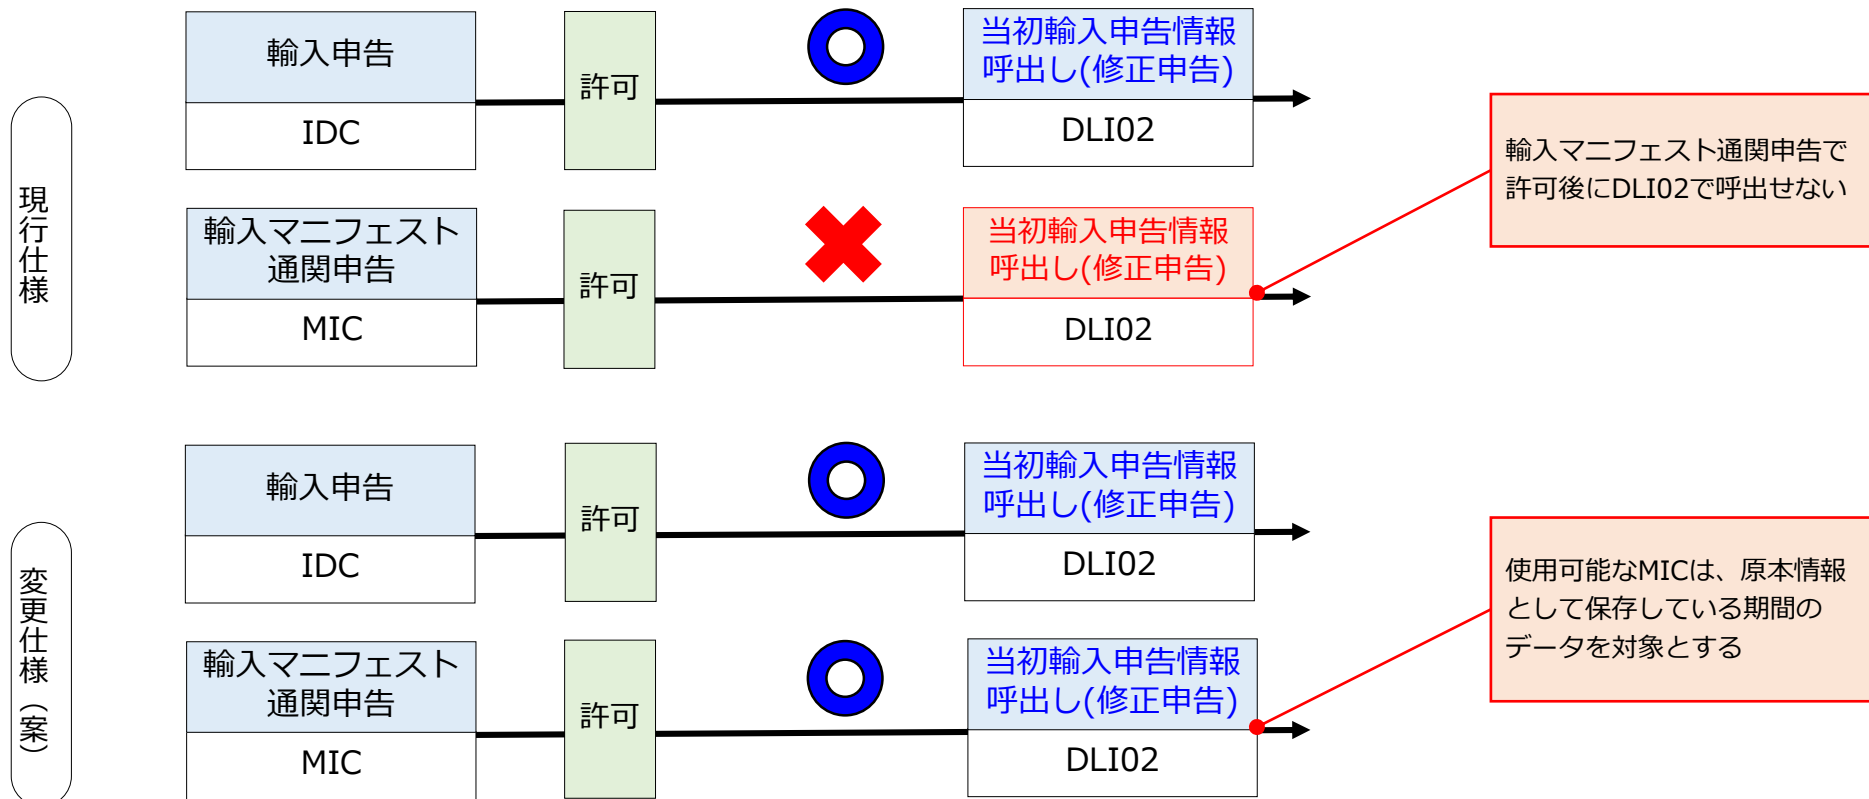 現行仕様
輸入申告
IDC
許可
当初輸入申告情報
呼出し(修正申告)
DLI02
輸入マニフェスト
通関申告
MIC
許可
当初輸入申告情報
呼出し(修正申告)
DLI02
輸入マニフェスト通関申告で
許可後にDLI02で呼出せない
変更仕様（案）
輸入申告
IDC
許可
当初輸入申告情報
呼出し(修正申告)
DLI02
輸入マニフェスト
通関申告
MIC
許可
当初輸入申告情報
呼出し(修正申告)
DLI02
使用可能なMICは、原本情報
として保存している期間の
データを対象とする